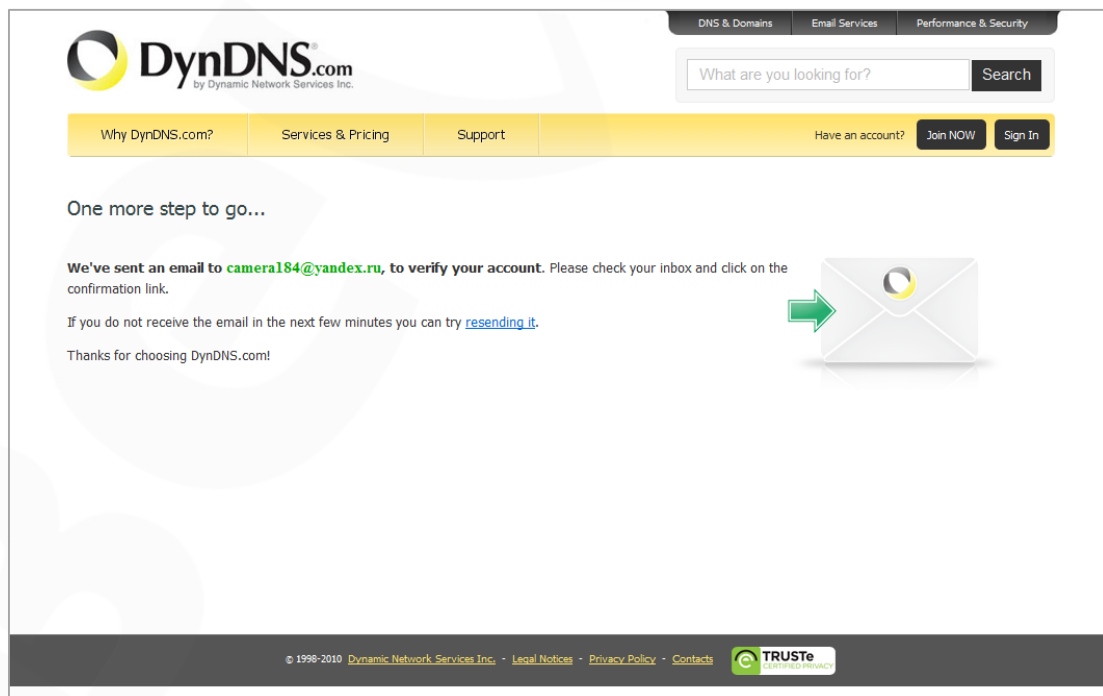 DNS & Domains Email Services Performance & Security
DynDNS.com
by Dynamic Network Services Inc.
What are you looking for? Search
Why DynDNS.com? Services & Pricing Support Have an account? Join NOW Sign In
One more step to go...
We've sent an email to camera184@yandex.ru, to verify your account. Please check your inbox and click on the
confirmation link.
If you do not receive the email in the next few minutes you can try resending it.
Thanks for choosing DynDNS.com!
© 1998-2010 Dynamic Network Services Inc. - Legal Notices - Privacy Policy - Contacts
TRUSTe
CERTIFIED PRIVACY